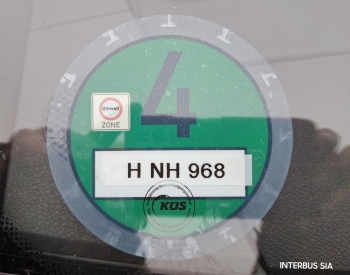 4
Umwelt
ZONE
H NH 968
KÜS
INTERBUS SIA